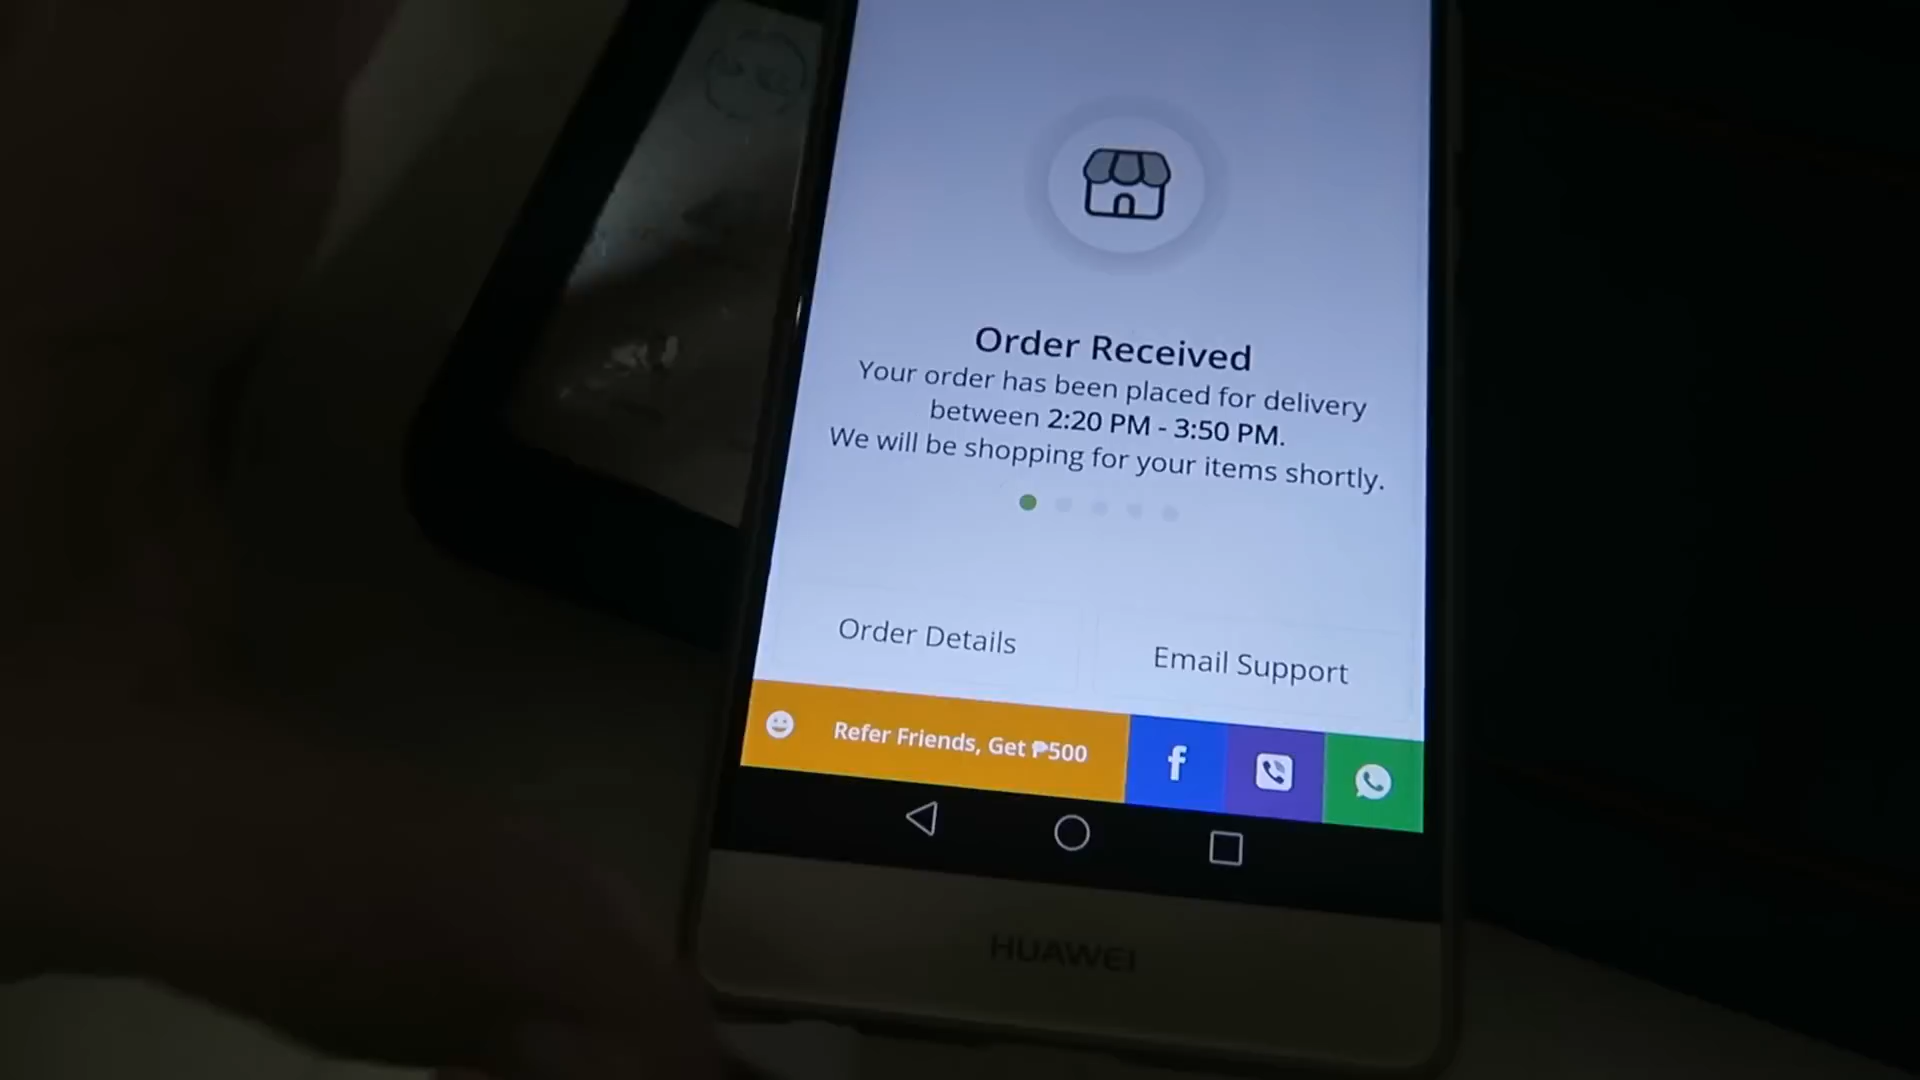 Order Received
Your order has been placed for delivery
between 2:20 PM - 3:50 PM.
We will be shopping for your items shortly.
Order Details
Email Support
Refer Friends, Get ₱500
f
HUAWEI